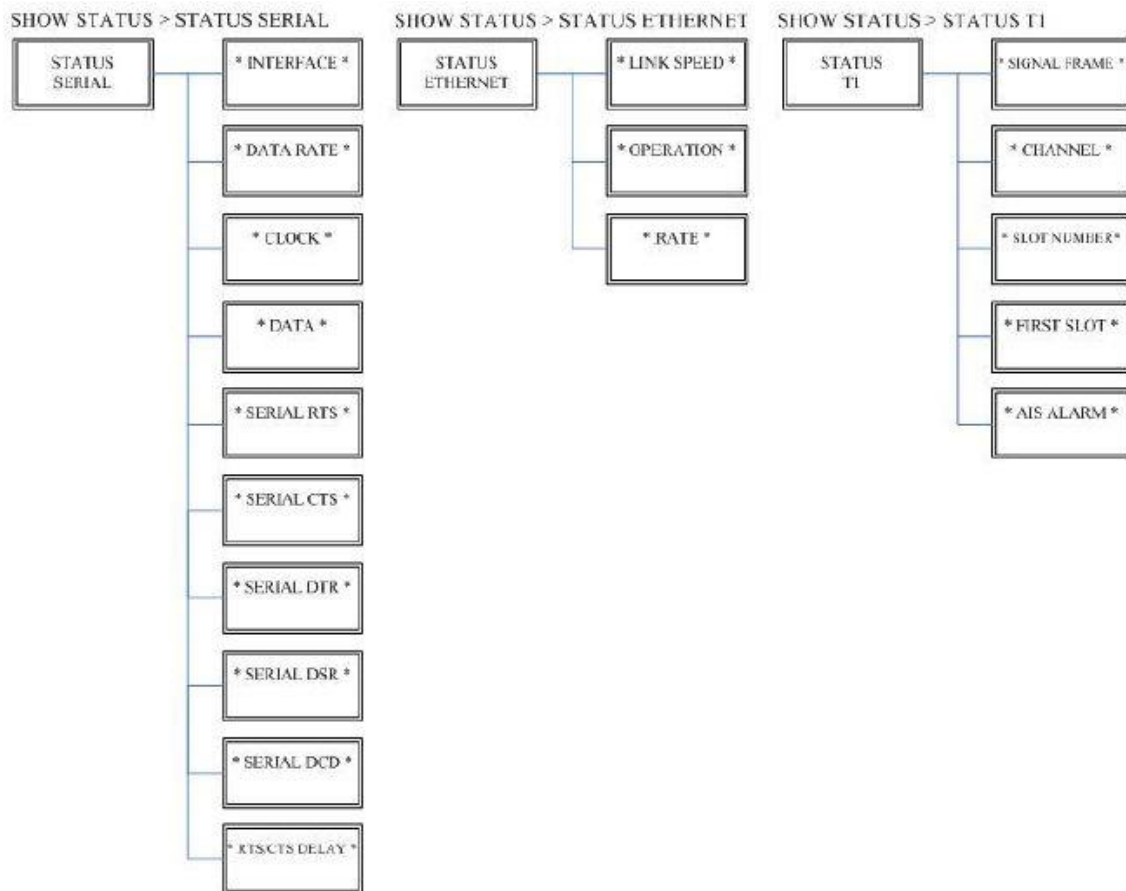 SHOW STATUS > STATUS SERIAL
STATUS
SERIAL
* INTERFACE *
* DATA RATE *
* CLOCK *
* DATA *
* SERIAL RTS *
* SERIAL CTS *
* SERIAL DTR *
* SERIAL DSR *
* SERIAL DCD *
* RTS/CTS DELAY *
SHOW STATUS > STATUS ETHERNET
STATUS
ETHERNET
* LINK SPEED *
* OPERATION *
* RATE *
SHOW STATUS > STATUS T1
STATUS
T1
* SIGNAL FRAME *
* CHANNEL *
* SLOT NUMBER*
* FIRST SLOT *
* AIS ALARM *